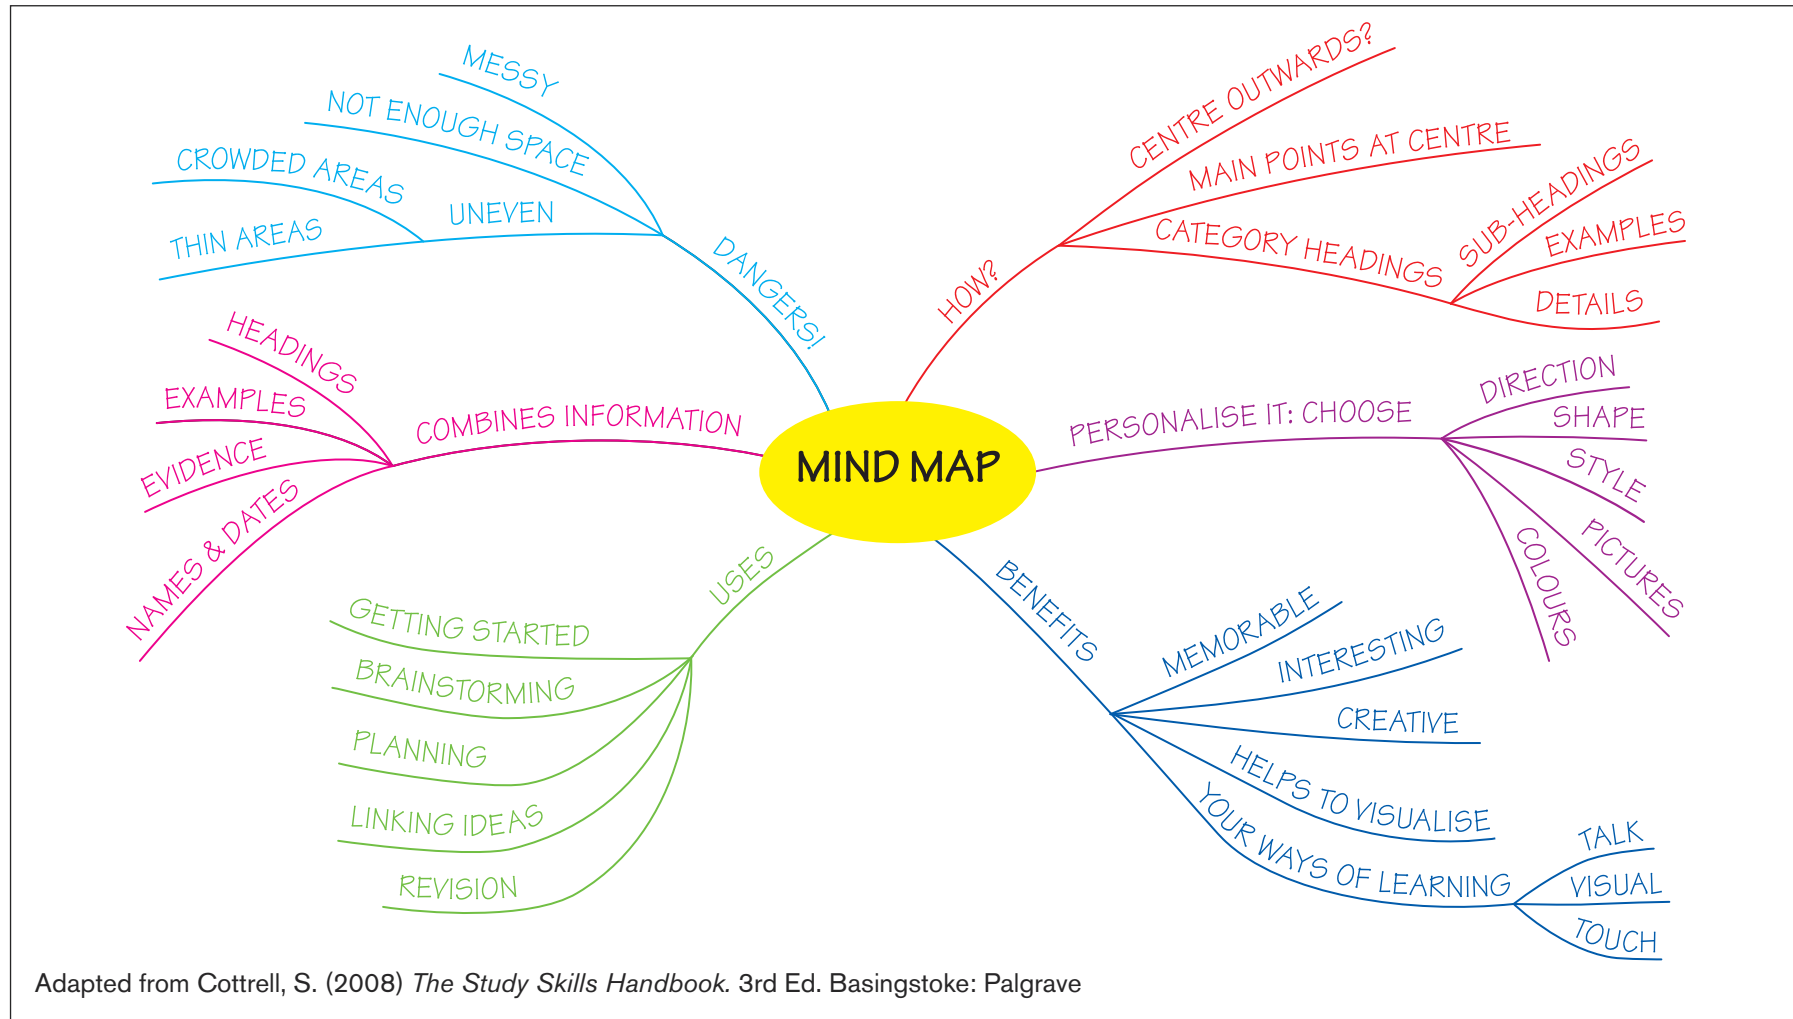 MIND MAP
DANGERS!
MESSY
NOT ENOUGH SPACE
UNEVEN
CROWDED AREAS
THIN AREAS
HOW?
CENTRE OUTWARDS?
MAIN POINTS AT CENTRE
CATEGORY HEADINGS
SUB-HEADINGS
EXAMPLES
DETAILS
COMBINES INFORMATION
HEADINGS
EXAMPLES
EVIDENCE
NAMES & DATES
PERSONALISE IT: CHOOSE
DIRECTION
SHAPE
STYLE
PICTURES
COLOURS
USES
GETTING STARTED
BRAINSTORMING
PLANNING
LINKING IDEAS
REVISION
BENEFITS
MEMORABLE
INTERESTING
CREATIVE
HELPS TO VISUALISE
YOUR WAYS OF LEARNING
TALK
VISUAL
TOUCH
Adapted from Cottrell, S. (2008) The Study Skills Handbook. 3rd Ed. Basingstoke: Palgrave